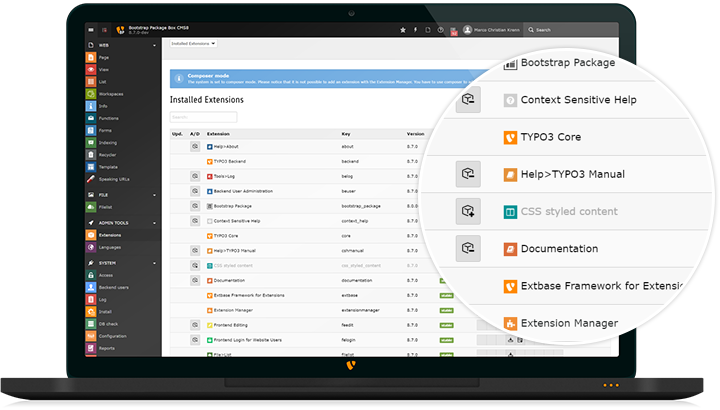 Bootstrap Package Box CMS8
8.7.0-dev
Marco Christian Krenn
Search
WEB
Page
View
List
Workspaces
Info
Functions
Forms
Indexing
Recycler
Template
Speaking URLs
FILE
Filelist
ADMIN TOOLS
Extensions
Languages
SYSTEM
Access
Backend users
Log
Install
DB check
Configuration
Reports
Installed Extensions
Composer mode
The system is set to composer mode. Please notice that it is not possible to add an extension with the Extension Manager. You have to use composer to
Installed Extensions
Search
Upd. A/D Extension Key Version
Help>About about 8.7.0
TYPO3 Backend backend 8.7.0
Tools>Log belog 8.7.0
Backend User Administration beuser 8.7.0
Bootstrap Package bootstrap_package 8.0.0
Context Sensitive Help context_help 8.7.0
TYPO3 Core core 8.7.0
Help>TYPO3 Manual cshmanual 8.7.0
CSS styled content css_styled_content 8.7.0
Documentation documentation 8.7.0 stable
Extbase Framework for Extensions extbase 8.7.0 stable
Extension Manager extensionmanager 8.7.0 stable
Frontend Editing feedit 8.7.0 stable
Frontend Login for Website Users felogin 8.7.0 stable
File>List filelist 8.7.0 stable
Bootstrap Package
Context Sensitive Help
TYPO3 Core
Help>TYPO3 Manual
CSS styled content
Documentation
Extbase Framework for Extensi
Extension Manager